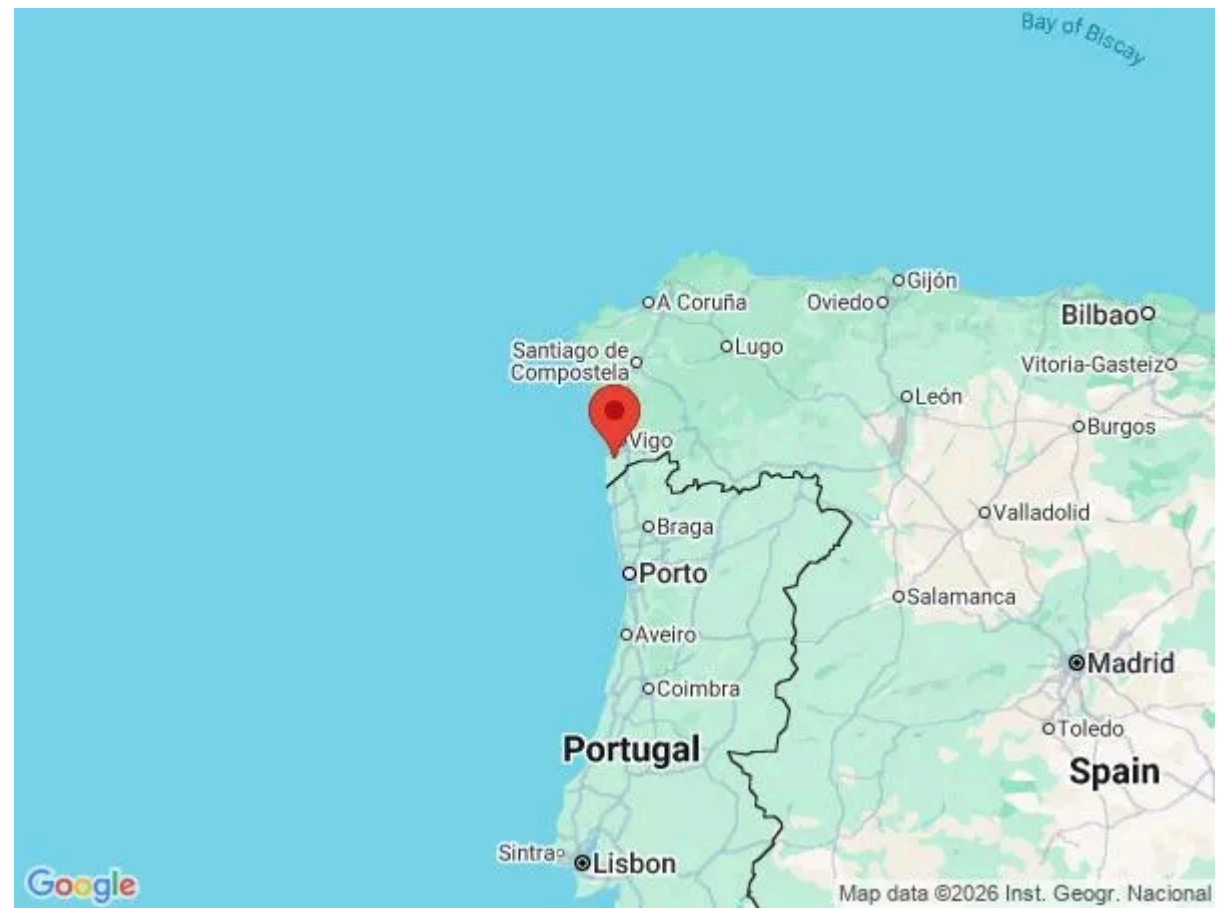 Bay of Biscay
Gijón
A Coruña
Oviedo
Bilbao
Lugo
Santiago de
Compostela
Vitoria-Gasteiz
León
Burgos
Vigo
Valladolid
Braga
Porto
Salamanca
Aveiro
Madrid
Coimbra
Toledo
Portugal
Spain
Sintra
Lisbon
Google
Map data ©2026 Inst. Geogr. Nacional